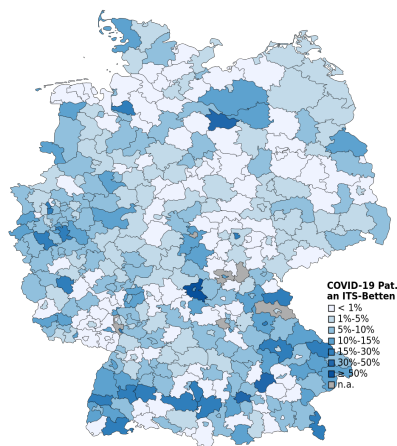 COVID-19 Pat.
an ITS-Betten
< 1%
1%-5%
5%-10%
10%-15%
15%-30%
30%-50%
≥ 50%
n.a.